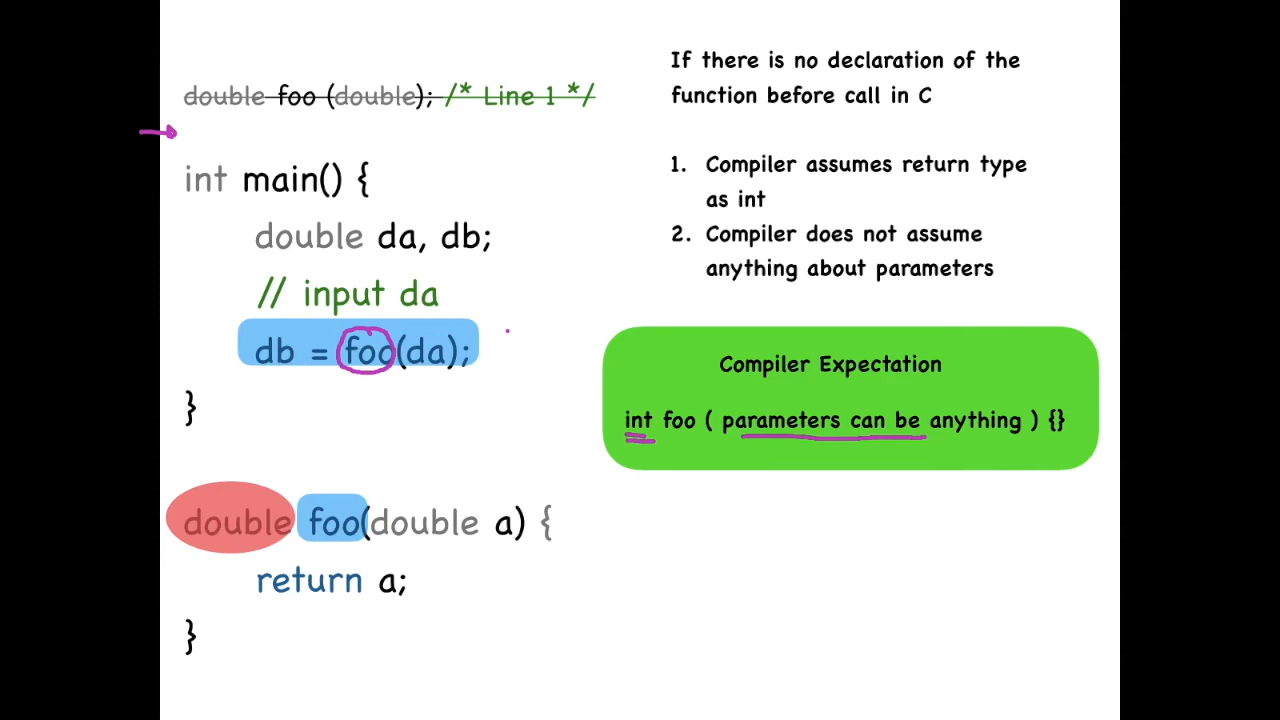 double foo (double); /* Line 1 */
int main() {
double da, db;
// input da
db = foo(da);
}
double foo(double a) {
return a;
}
If there is no declaration of the
function before call in C
1. Compiler assumes return type
as int
2. Compiler does not assume
anything about parameters
Compiler Expectation
int foo ( parameters can be anything ) {}